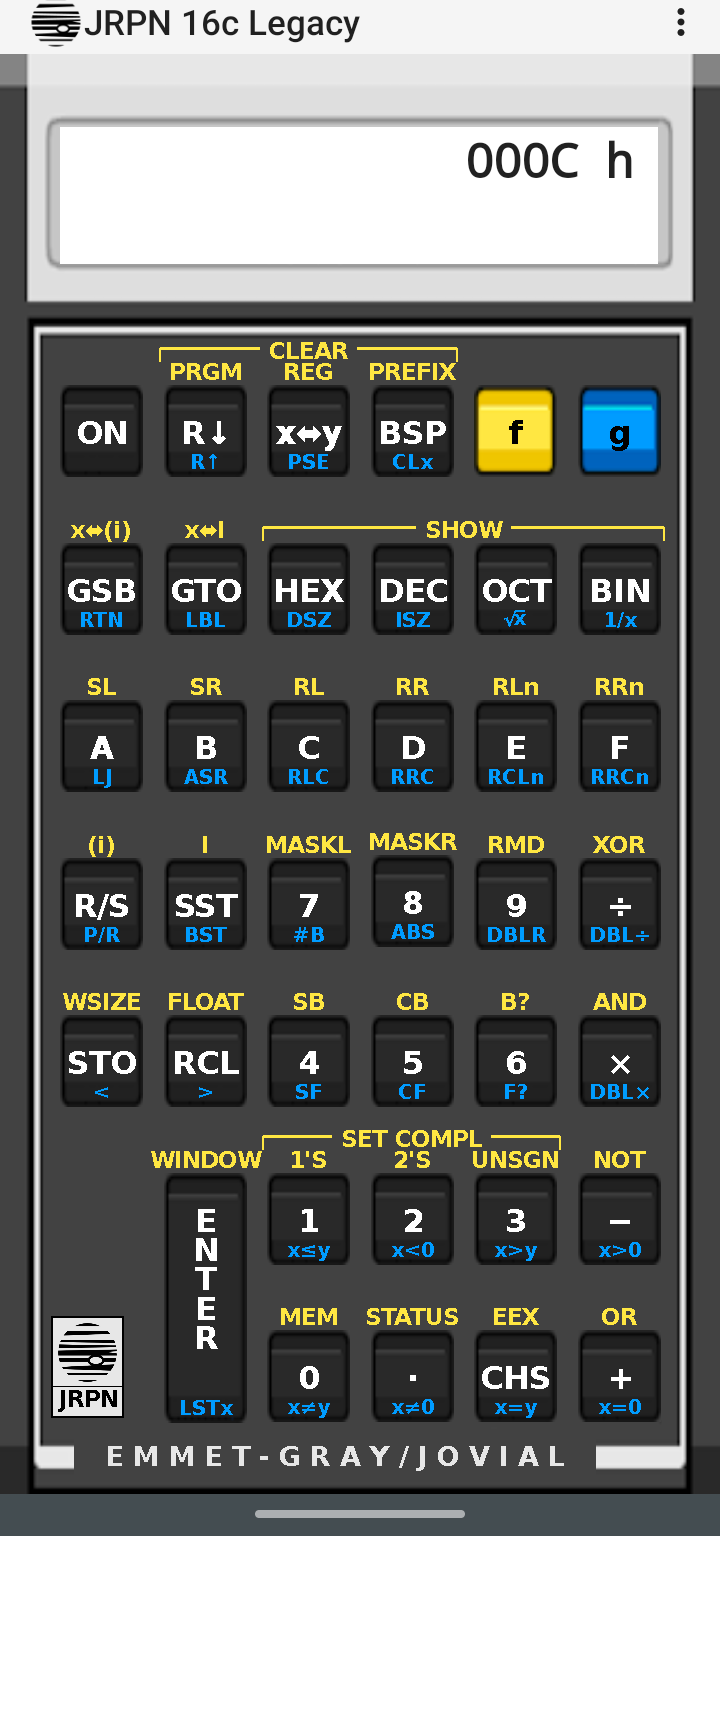 JRPN 16c Legacy
000C h
CLEAR
PRGM REG PREFIX
ON R↓ x↔y BSP f g
R↑ PSE CLx
x↔(i) x↔I SHOW
GSB GTO HEX DEC OCT BIN
RTN LBL DSZ ISZ √x 1/x
SL SR RL RR RLn RRn
A B C D E F
LJ ASR RLC RRC RCLn RRCn
(i) I MASKL MASKR RMD XOR
R/S SST 7 8 9 ÷
P/R BST #B ABS DBLR DBL÷
WSIZE FLOAT SB CB B? AND
STO RCL 4 5 6 ×
< > SF CF F? DBL×
SET COMPL
WINDOW 1'S 2'S UNSGN NOT
ENTER 1 2 3 −
x≤y x<0 x>y x>0
MEM STATUS EEX OR
0 · CHS +
JRPN LSTx x≠y x≠0 x=y x=0
EMMET-GRAY/JOVIAL